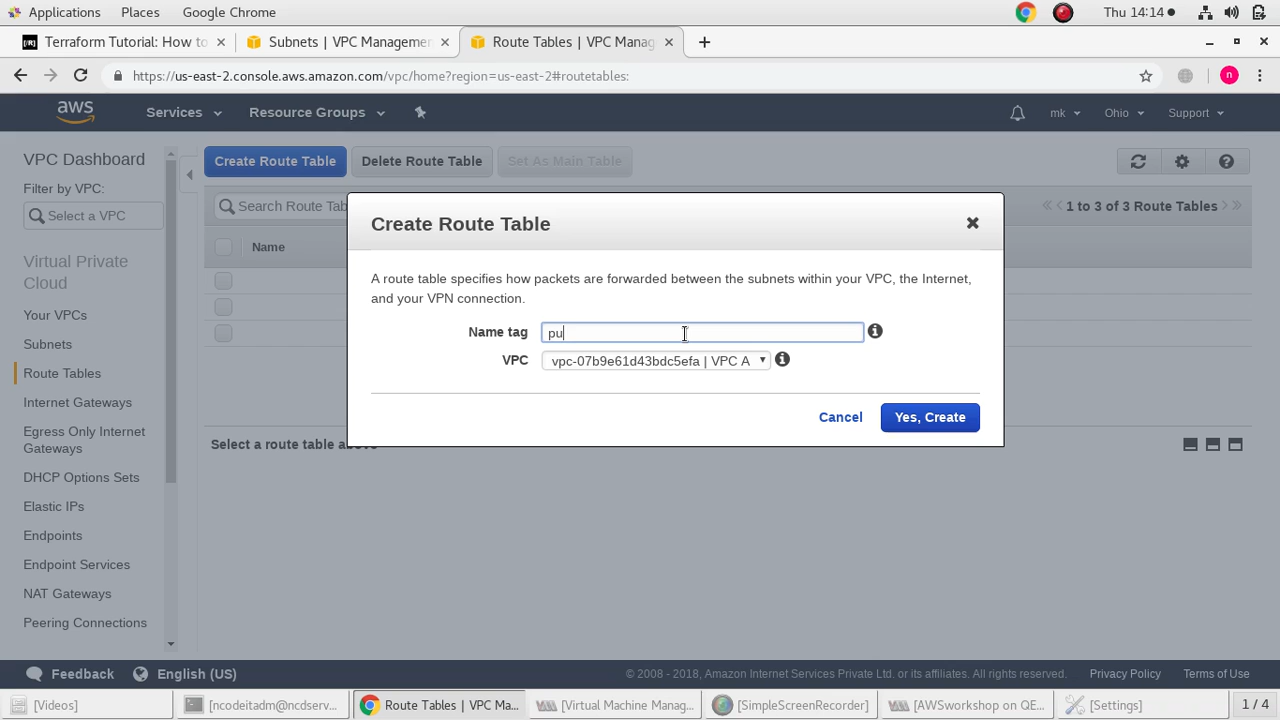 Applications Places Google Chrome Thu 14:14
Terraform Tutorial: How to Subnets | VPC Managemen Route Tables | VPC Manag
https://us-east-2.console.aws.amazon.com/vpc/home?region=us-east-2#routetables: n
aws Services Resource Groups mk Ohio Support
VPC Dashboard
Filter by VPC:
Select a VPC
Virtual Private
Cloud
Your VPCs
Subnets
Route Tables
Internet Gateways
Egress Only Internet
Gateways
DHCP Options Sets
Elastic IPs
Endpoints
Endpoint Services
NAT Gateways
Peering Connections
Create Route Table Delete Route Table Set As Main Table
Search Route Tab 1 to 3 of 3 Route Tables
Name
Create Route Table
A route table specifies how packets are forwarded between the subnets within your VPC, the Internet,
and your VPN connection.
Name tag pu
VPC vpc-07b9e61d43bdc5efa | VPC A
Cancel Yes, Create
Select a route table above
Feedback English (US) © 2008 - 2018, Amazon Internet Services Private Ltd. or its affiliates. All rights reserved. Privacy Policy Terms of Use
[Videos] [ncodeitadm@ncdserv... Route Tables | VPC Ma... [Virtual Machine Manag... [SimpleScreenRecorder] [AWSworkshop on QE... [Settings] 1 / 4